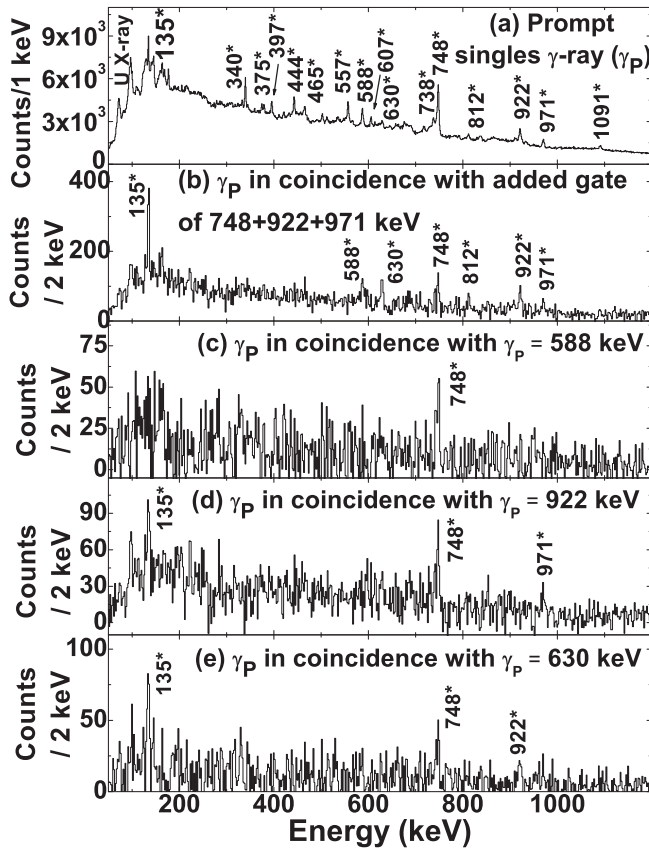 (a) Prompt
singles γ-ray (γP)
U X-ray
135*
340*
375*
397*
444*
465*
557*
588*
607*
630*
738*
748*
812*
922*
971*
1091*
Counts/1 keV
9x10³
6x10³
3x10³
0
(b) γP in coincidence with added gate
of 748+922+971 keV
135*
588*
630*
748*
812*
922*
971*
Counts
/ 2 keV
400
200
0
(c) γP in coincidence with γP = 588 keV
748*
Counts
/ 2 keV
75
50
25
0
(d) γP in coincidence with γP = 922 keV
135*
748*
971*
Counts
/ 2 keV
90
60
30
0
(e) γP in coincidence with γP = 630 keV
135*
748*
922*
Counts
/ 2 keV
100
50
0
200 400 600 800 1000
Energy (keV)